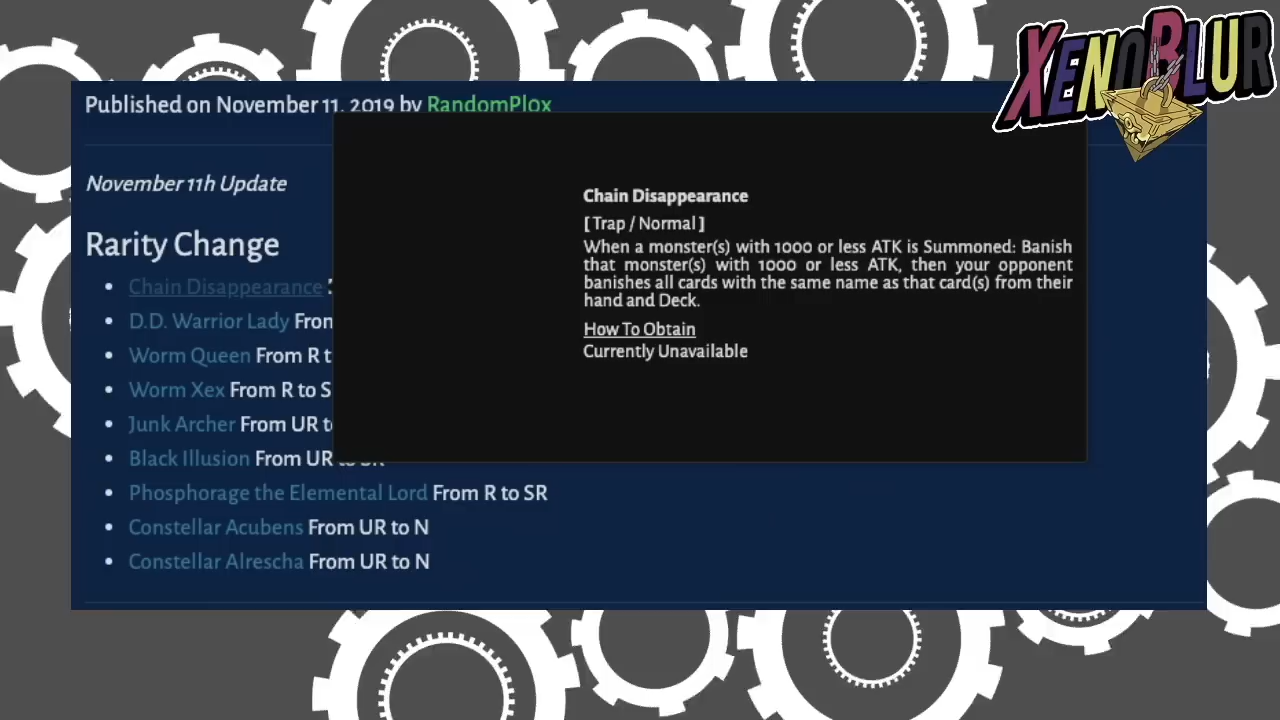 XENOBLUR
Published on November 11, 2019 by RandomPlox
November 11h Update
Rarity Change
Chain Disappearance
D.D. Warrior Lady From
Worm Queen From R t
Worm Xex From R to S
Junk Archer From UR t
Black Illusion From UR to SR
Phosphorage the Elemental Lord From R to SR
Constellar Acubens From UR to N
Constellar Alrescha From UR to N
Chain Disappearance
[ Trap / Normal ]
When a monster(s) with 1000 or less ATK is Summoned: Banish
that monster(s) with 1000 or less ATK, then your opponent
banishes all cards with the same name as that card(s) from their
hand and Deck.
How To Obtain
Currently Unavailable